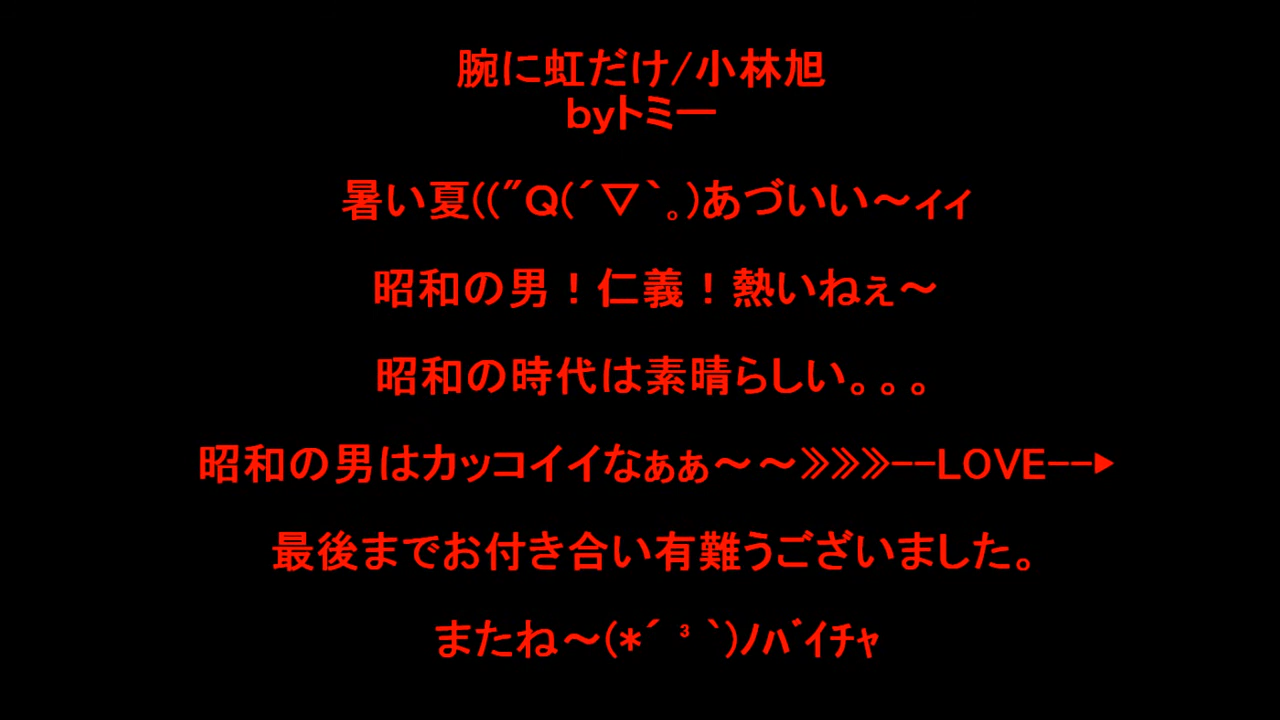 腕に虹だけ/小林旭
byトミー
暑い夏((˝Q(´▽`｡)あづいい～ィィ
昭和の男！仁義！熱いねぇ～
昭和の時代は素晴らしい。。。
昭和の男はカッコイイなぁぁ～～⟫⟫⟫--LOVE--▶
最後までお付き合い有難うございました。
またね～(*´³`)ﾉﾊﾞｲﾁｬ